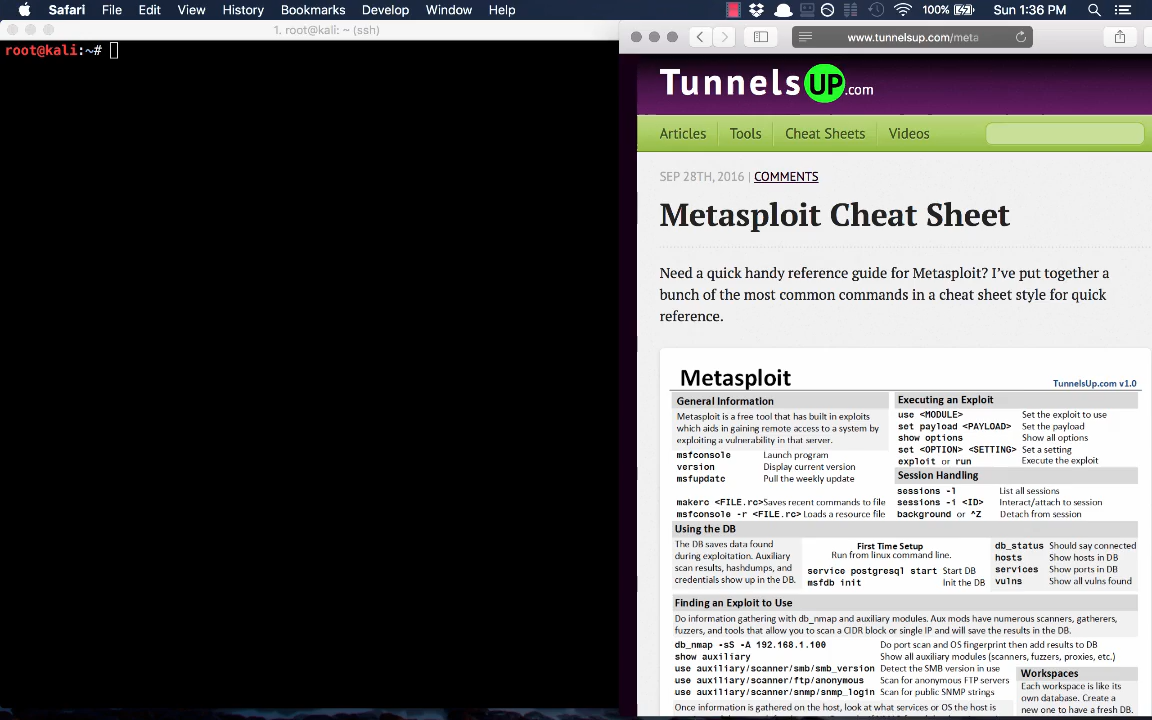 Safari File Edit View History Bookmarks Develop Window Help 100% Sun 1:36 PM
1. root@kali: ~ (ssh)
root@kali:~#
www.tunnelsup.com/meta
TunnelsUP.com
Articles Tools Cheat Sheets Videos
SEP 28TH, 2016 | COMMENTS
Metasploit Cheat Sheet
Need a quick handy reference guide for Metasploit? I've put together a
bunch of the most common commands in a cheat sheet style for quick
reference.
Metasploit
TunnelsUp.com v1.0
General Information
Metasploit is a free tool that has built in exploits
which aids in gaining remote access to a system by
exploiting a vulnerability in that server.
msfconsole Launch program
version Display current version
msfupdate Pull the weekly update
makerc <FILE.rc>Saves recent commands to file
msfconsole -r <FILE.rc> Loads a resource file
Executing an Exploit
use <MODULE> Set the exploit to use
set payload <PAYLOAD> Set the payload
show options Show all options
set <OPTION> <SETTING> Set a setting
exploit or run Execute the exploit
Session Handling
sessions -l List all sessions
sessions -i <ID> Interact/attach to session
background or ^Z Detach from session
Using the DB
The DB saves data found
during exploitation. Auxiliary
scan results, hashdumps, and
credentials show up in the DB.
First Time Setup
Run from linux command line.
service postgresql start Start DB
msfdb init Init the DB
db_status Should say connected
hosts Show hosts in DB
services Show ports in DB
vulns Show all vulns found
Finding an Exploit to Use
Do information gathering with db_nmap and auxiliary modules. Aux mods have numerous scanners, gatherers,
fuzzers, and tools that allow you to scan a CIDR block or single IP and will save the results in the DB.
db_nmap -sS -A 192.168.1.100 Do port scan and OS fingerprint then add results to DB
show auxiliary Show all auxiliary modules (scanners, fuzzers, proxies, etc.)
use auxiliary/scanner/smb/smb_version Detect the SMB version in use
use auxiliary/scanner/ftp/anonymous Scan for anonymous FTP servers
use auxiliary/scanner/snmp/snmp_login Scan for public SNMP strings
Once information is gathered on the host, look at what services or OS the host is
Workspaces
Each workspace is like its
own database. Create a
new one to have a fresh DB.